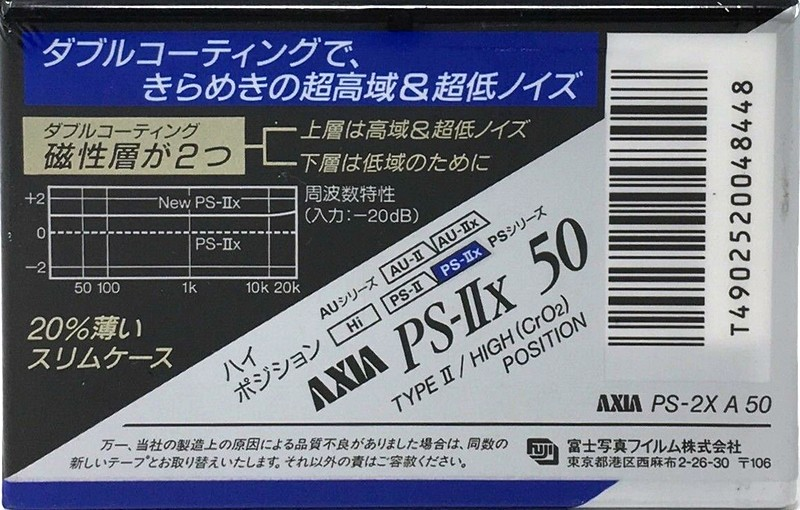 ダブルコーティングで、
きらめきの超高域&超低ノイズ
ダブルコーティング
磁性層が2つ
上層は高域&超低ノイズ
下層は低域のために
周波数特性
(入力:−20dB)
+2
New PS-IIx
0
PS-IIx
−2
50 100 1k 10k 20k
20%薄い
スリムケース
ハイ
ポジション
AUシリーズ AU-II AU-IIx
Hi PS-II PS-IIx PSシリーズ
AXIA PS-IIx 50
TYPE II/HIGH(CrO2)
POSITION
T4902520048448
AXIA PS-2X A 50
万一、当社の製造上の原因による品質不良がありました場合は、同数の
新しいテープとお取り替えいたします。それ以外の責はご容赦ください。
FUJI 富士写真フイルム株式会社
東京都港区西麻布2-26-30 〒106